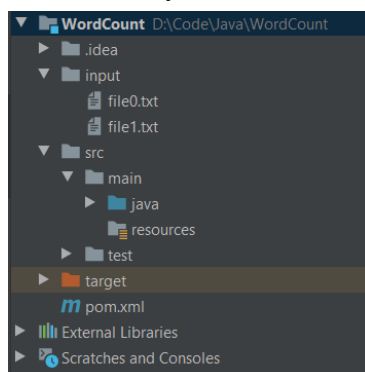 WordCount D:\Code\Java\WordCount
.idea
input
file0.txt
file1.txt
src
main
java
resources
test
target
m pom.xml
External Libraries
Scratches and Consoles